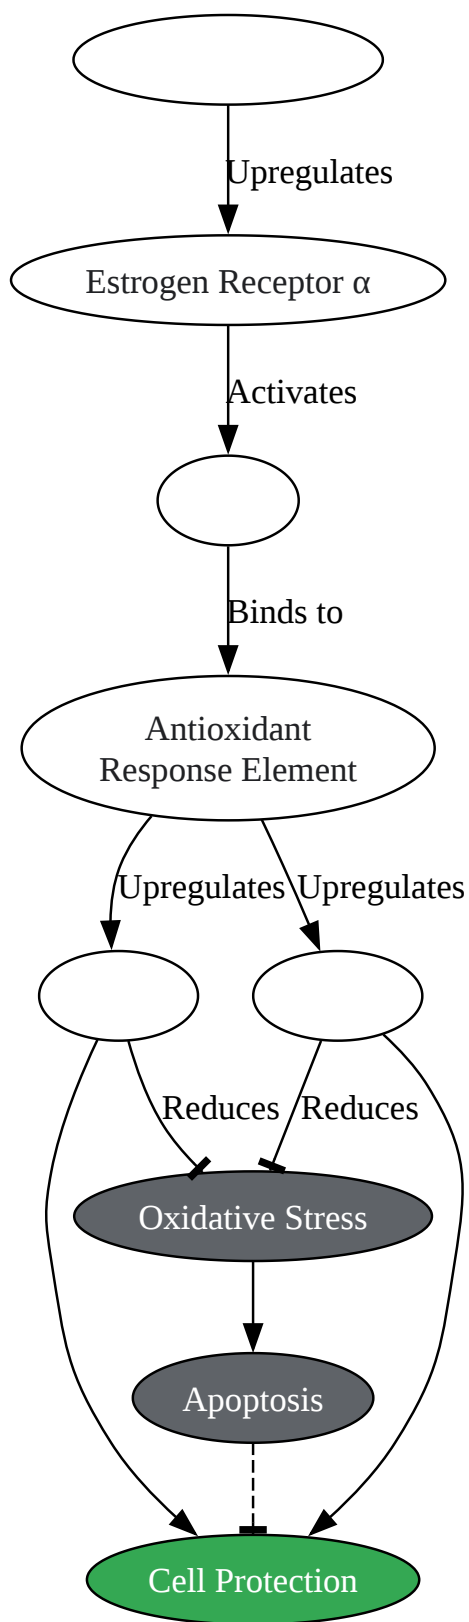 Upregulates
Estrogen Receptor α
Activates
Binds to
Antioxidant
Response Element
Upregulates
Upregulates
Reduces
Reduces
Oxidative Stress
Apoptosis
Cell Protection